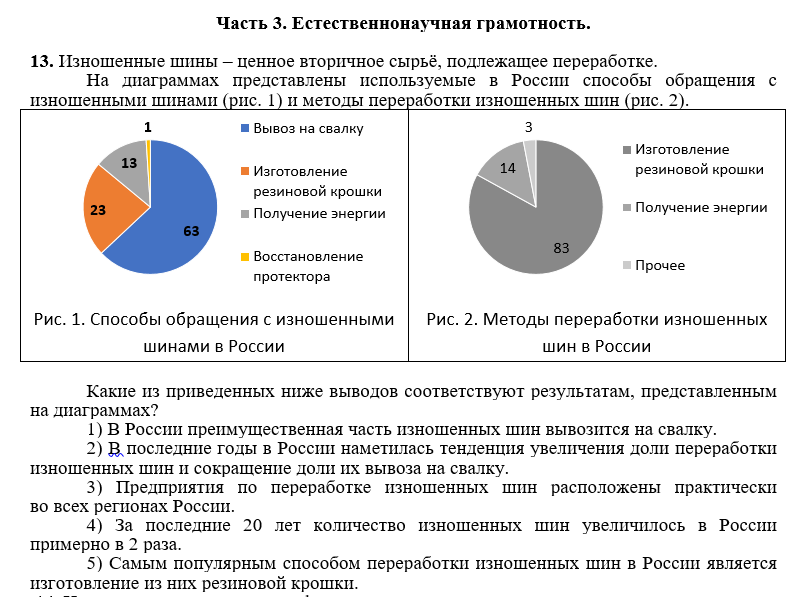 Часть 3. Естественнонаучная грамотность.
13. Изношенные шины – ценное вторичное сырьё, подлежащее переработке.
На диаграммах представлены используемые в России способы обращения с
изношенными шинами (рис. 1) и методы переработки изношенных шин (рис. 2).
1
13
23
63
Вывоз на свалку
Изготовление
резиновой крошки
Получение энергии
Восстановление
протектора
Рис. 1. Способы обращения с изношенными
шинами в России
3
14
83
Изготовление
резиновой крошки
Получение энергии
Прочее
Рис. 2. Методы переработки изношенных
шин в России
Какие из приведенных ниже выводов соответствуют результатам, представленным
на диаграммах?
1) В России преимущественная часть изношенных шин вывозится на свалку.
2) В последние годы в России наметилась тенденция увеличения доли переработки
изношенных шин и сокращение доли их вывоза на свалку.
3) Предприятия по переработке изношенных шин расположены практически
во всех регионах России.
4) За последние 20 лет количество изношенных шин увеличилось в России
примерно в 2 раза.
5) Самым популярным способом переработки изношенных шин в России является
изготовление из них резиновой крошки.